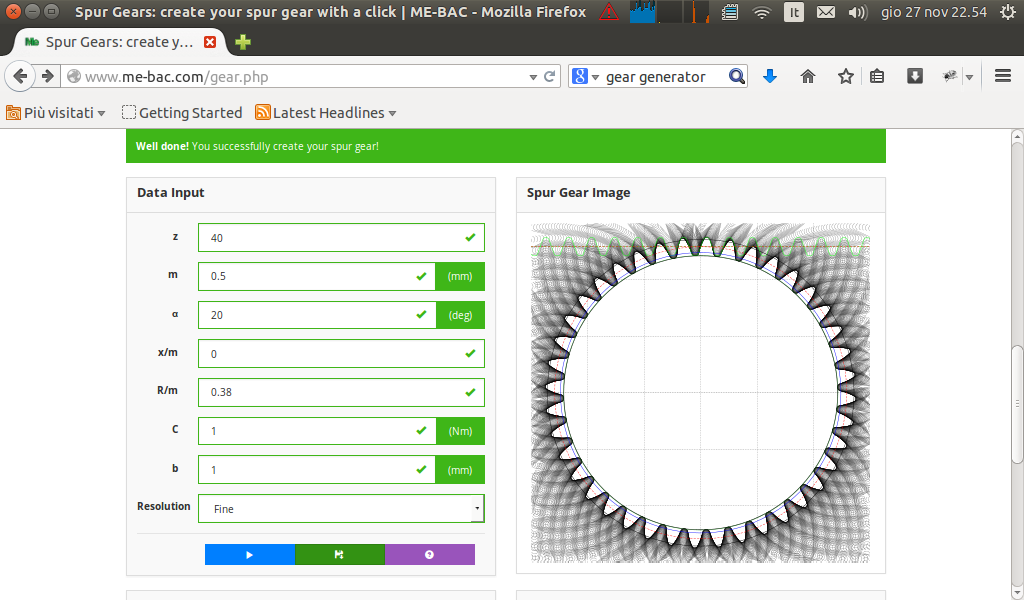 Spur Gears: create your spur gear with a click | ME-BAC - Mozilla Firefox
It
gio 27 nov 22.54
Spur Gears: create y...
www.me-bac.com/gear.php
8 gear generator
Più visitati
Getting Started
Latest Headlines
Well done! You successfully create your spur gear!
Data Input
Spur Gear Image
z 40
m 0.5 (mm)
α 20 (deg)
x/m 0
R/m 0.38
C 1 (Nm)
b 1 (mm)
Resolution Fine